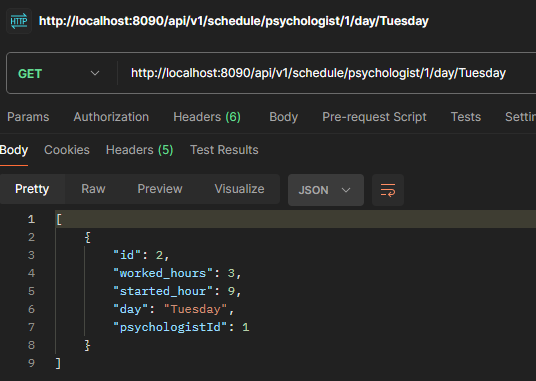 HTTP http://localhost:8090/api/v1/schedule/psychologist/1/day/Tuesday
GET http://localhost:8090/api/v1/schedule/psychologist/1/day/Tuesday
Params Authorization Headers (6) Body Pre-request Script Tests Settin
Body Cookies Headers (5) Test Results
Pretty Raw Preview Visualize JSON
1 [
2 {
3 "id": 2,
4 "worked_hours": 3,
5 "started_hour": 9,
6 "day": "Tuesday",
7 "psychologistId": 1
8 }
9 ]